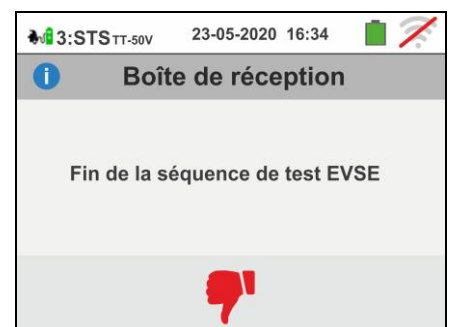 3:STS TT-50V 23-05-2020 16:34
Boîte de réception
Fin de la séquence de test EVSE